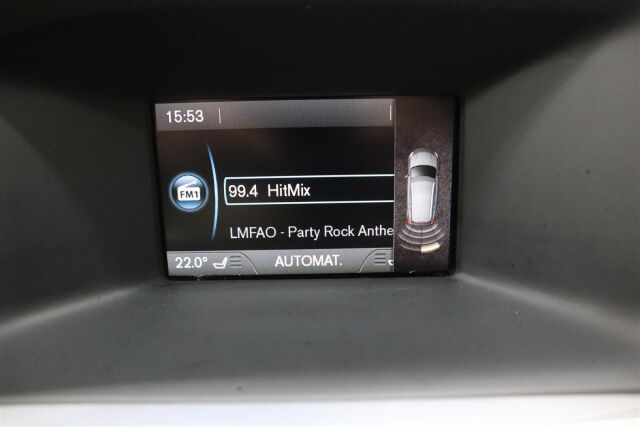 15:53
FM1
99.4 HitMix
LMFAO - Party Rock Anthe
22.0° AUTOMAT.